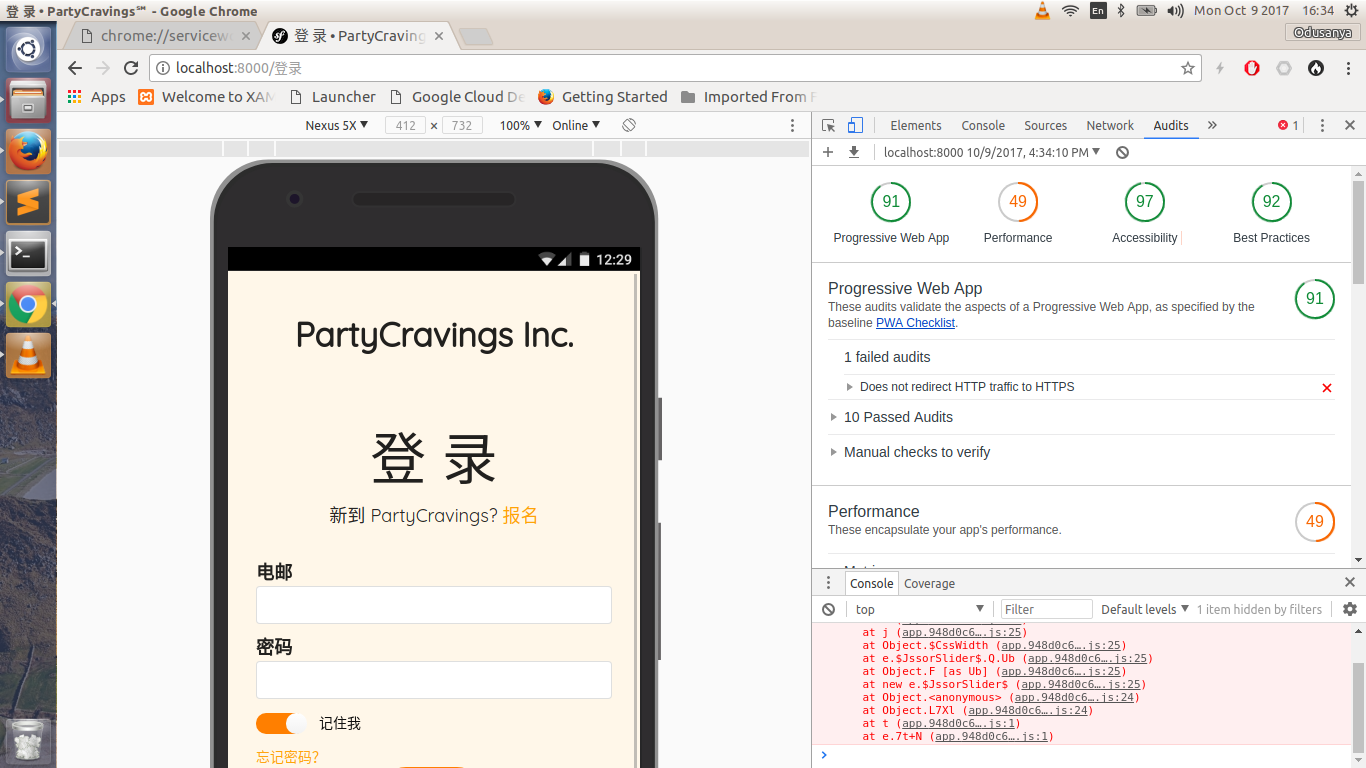 登 录 • PartyCravings℠ - Google Chrome
En
Mon Oct 9 2017 16:34
Odusanya
chrome://servicew
登 录 • PartyCraving
localhost:8000/登录
Apps Welcome to XAM Launcher Google Cloud De Getting Started Imported From F
Nexus 5X 412 × 732 100% Online
Elements Console Sources Network Audits » 1
localhost:8000 10/9/2017, 4:34:10 PM
91 49 97 92
Progressive Web App Performance Accessibility Best Practices
12:29
PartyCravings Inc.
登 录
新到 PartyCravings? 报名
电邮
密码
记住我
忘记密码?
Progressive Web App
91
These audits validate the aspects of a Progressive Web App, as specified by the
baseline PWA Checklist.
1 failed audits
Does not redirect HTTP traffic to HTTPS
10 Passed Audits
Manual checks to verify
Performance
49
These encapsulate your app's performance.
Console Coverage
top Filter Default levels 1 item hidden by filters
at j (app.948d0c6….js:25)
at Object.$CssWidth (app.948d0c6….js:25)
at e.$JssorSlider$.Q.Ub (app.948d0c6….js:25)
at Object.F [as Ub] (app.948d0c6….js:25)
at new e.$JssorSlider$ (app.948d0c6….js:25)
at Object.<anonymous> (app.948d0c6….js:24)
at Object.L7Xl (app.948d0c6….js:24)
at t (app.948d0c6….js:1)
at e.7t+N (app.948d0c6….js:1)